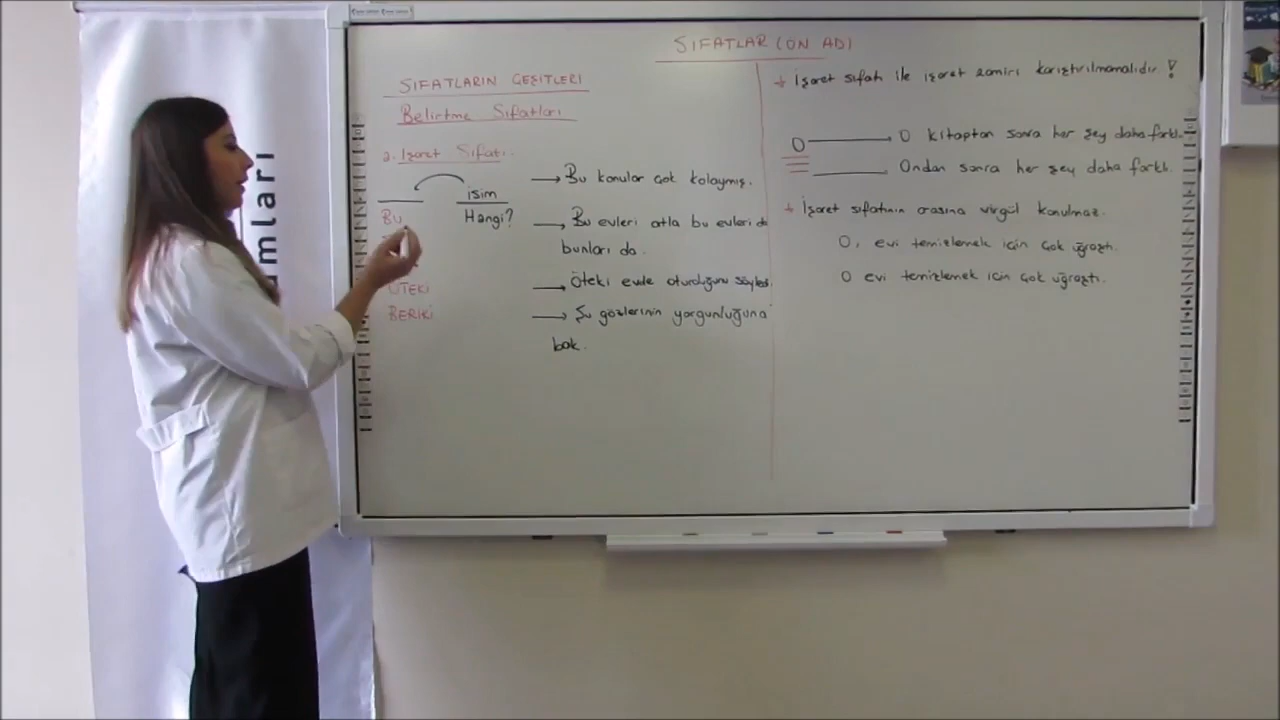 SIFATLAR (ÖN AD)
SIFATLARIN ÇEŞİTLERİ
Belirtme Sıfatları
a. İşaret Sıfatı
isim
Bu
Hangi?
ÖTEKİ
BERİKİ
→ Bu konular çok kolaymış.
→ Bu evleri atla bu evleri de
bunları da.
→ Öteki evde oturduğunu söyledi.
→ Şu gözlerinin yorgunluğuna
bak.
İşaret sıfatı ile işaret zamiri karıştırılmamalıdır !
O → O kitaptan sonra her şey daha farklı.
→ Ondan sonra her şey daha farklı.
İşaret sıfatının arasına virgül konulmaz.
O, evi temizlemek için çok uğraştı.
O evi temizlemek için çok uğraştı.
umları